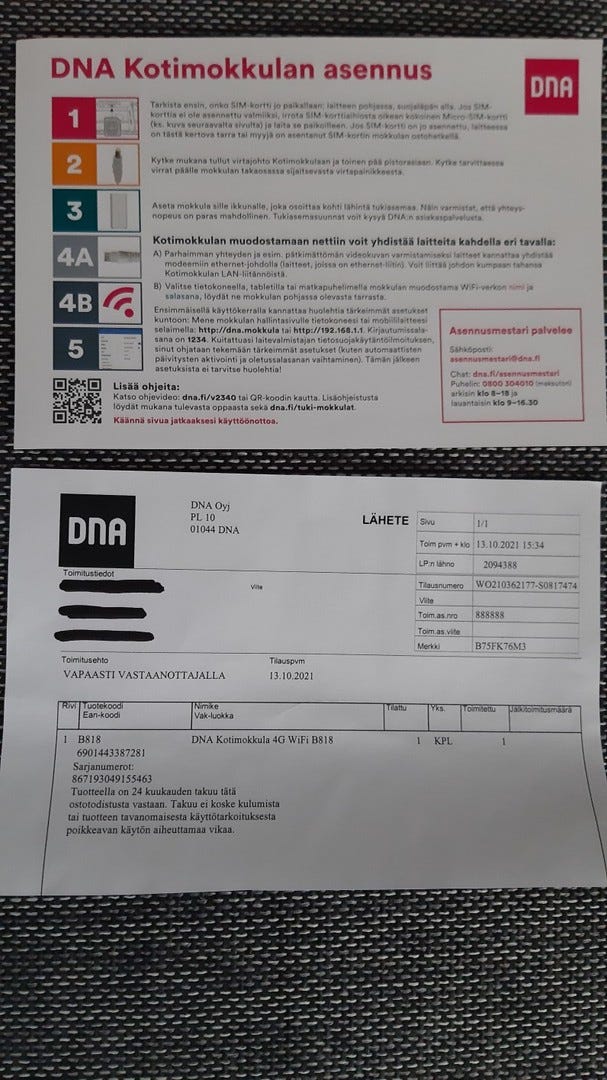 DNA Kotimokkulan asennus
DNA
1
Tarkista ensin, onko SIM-kortti jo paikallaan: laitteen pohjassa, suojaläpän alla. Jos SIM-
korttia ei ole asennettu valmiiksi, irrota SIM-korttiaihiosta oikean kokoinen Micro-SIM-kortti
(ks. kuva seuraavalta sivulta) ja laita se paikoilleen. Jos SIM-kortti on jo asennettu, laitteessa
on tästä kertova tarra tai myyjä on asentanut SIM-kortin mokkulan ostohetkellä.
2
Kytke mukana tullut virtajohto Kotimokkulaan ja toinen pää pistorasiaan. Kytke tarvittaessa
virrat päälle mokkulan takaosassa sijaitsevasta virtapainikkeesta.
3
Aseta mokkula sille ikkunalle, joka osoittaa kohti lähintä tukiasemaa. Näin varmistat, että yhteys-
nopeus on paras mahdollinen. Tukiasemasuunnat voit kysyä DNA:n asiakaspalvelusta.
Kotimokkulan muodostamaan nettiin voit yhdistää laitteita kahdella eri tavalla:
4A
A) Parhaimman yhteyden ja esim. pätkimättömän videokuvan varmistamiseksi laitteet kannattaa yhdistää
modeemiin ethernet-johdolla (laitteet, joissa on ethernet-liitin). Voit liittää johdon kumpaan tahansa
Kotimokkulan LAN-liitännöistä.
4B
B) Valitse tietokoneella, tabletilla tai matkapuhelimella mokkulan muodostama WiFi-verkon nimi ja
salasana, löydät ne mokkulan pohjassa olevasta tarrasta.
5
Ensimmäisellä käyttökerralla kannattaa huolehtia tärkeimmät asetukset
kuntoon: Mene mokkulan hallintasivulle tietokoneesi tai mobiililaitteesi
selaimella: http://dna.mokkula tai http://192.168.1.1. Kirjautumissala-
sana on 1234. Kuitattuasi laitevalmistajan tietosuojakäytäntöilmoituksen,
sinut ohjataan tekemään tärkeimmät asetukset (kuten automaattisten
päivitysten aktivointi ja oletussalasanan vaihtaminen). Tämän jälkeen
asetuksista ei tarvitse huolehtia!
Asennusmestari palvelee
Sähköposti:
asennusmestari@dna.fi
Chat: dna.fi/asennusmestari
Puhelin: 0800 304010 (maksuton)
arkisin klo 8–18 ja
lauantaisin klo 9–16.30
Lisää ohjeita:
Katso ohjevideo: dna.fi/v2340 tai QR-koodin kautta. Lisäohjeistusta
löydät mukana tulevasta oppaasta sekä dna.fi/tuki-mokkulat.
Käännä sivua jatkaaksesi käyttöönottoa.
DNA
DNA Oyj
PL 10
01044 DNA
LÄHETE
Sivu 1/1
Toim pvm + klo 13.10.2021 15:34
LP:n lähno 2094388
Tilausnumero WO210362177-S0817474
Viite
Toim.as.nro 888888
Toim.as.viite
Merkki B75FK76M3
Toimitustiedot
Viite
Toimitusehto Tilauspvm
VAPAASTI VASTAANOTTAJALLA 13.10.2021
Rivi Tuotekoodi Nimike Tilattu Yks. Toimitettu Jälkitoimitusmäärä
Ean-koodi Vak-luokka
1 B818 DNA Kotimokkula 4G WiFi B818 1 KPL 1
6901443387281
Sarjanumerot:
867193049155463
Tuotteella on 24 kuukauden takuu tätä
ostotodistusta vastaan. Takuu ei koske kulumista
tai tuotteen tavanomaisesta käyttötarkoituksesta
poikkeavan käytön aiheuttamaa vikaa.